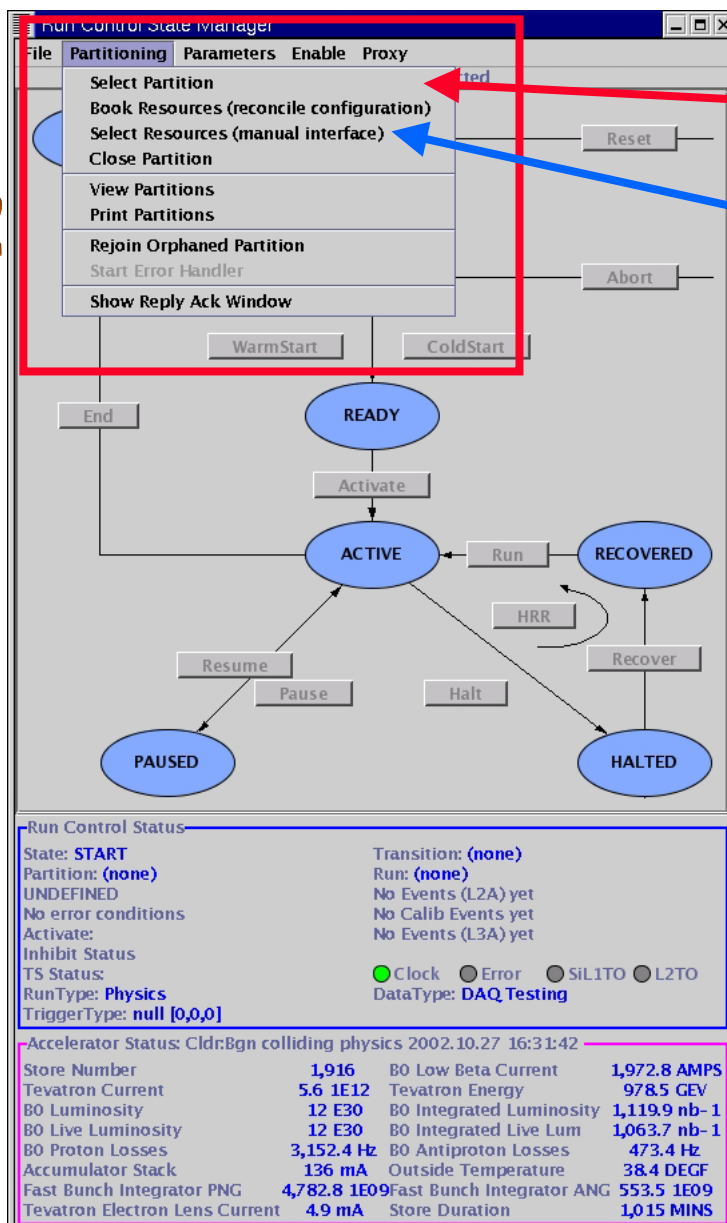 Run Control State Manager
File Partitioning Parameters Enable Proxy
Select Partition
Book Resources (reconcile configuration)
Select Resources (manual interface)
Close Partition
View Partitions
Print Partitions
Rejoin Orphaned Partition
Start Error Handler
Show Reply Ack Window
Reset
Abort
WarmStart
ColdStart
End
READY
Activate
ACTIVE
Run
RECOVERED
HRR
Resume
Recover
Pause
Halt
PAUSED
HALTED
Run Control Status
State: START Transition: (none)
Partition: (none) Run: (none)
UNDEFINED No Events (L2A) yet
No error conditions No Calib Events yet
Activate: No Events (L3A) yet
Inhibit Status
TS Status: Clock Error SiL1TO L2TO
RunType: Physics DataType: DAQ Testing
TriggerType: null [0,0,0]
Accelerator Status: Cldr:Bgn colliding physics 2002.10.27 16:31:42
Store Number 1,916 B0 Low Beta Current 1,972.8 AMPS
Tevatron Current 5.6 1E12 Tevatron Energy 978.5 GEV
B0 Luminosity 12 E30 B0 Integrated Luminosity 1,119.9 nb-1
B0 Live Luminosity 12 E30 B0 Integrated Live Lum 1,063.7 nb-1
B0 Proton Losses 3,152.4 Hz B0 Antiproton Losses 473.4 Hz
Accumulator Stack 136 mA Outside Temperature 38.4 DEGF
Fast Bunch Integrator PNG 4,782.8 1E09 Fast Bunch Integrator ANG 553.5 1E09
Tevatron Electron Lens Current 4.9 mA Store Duration 1,015 MINS